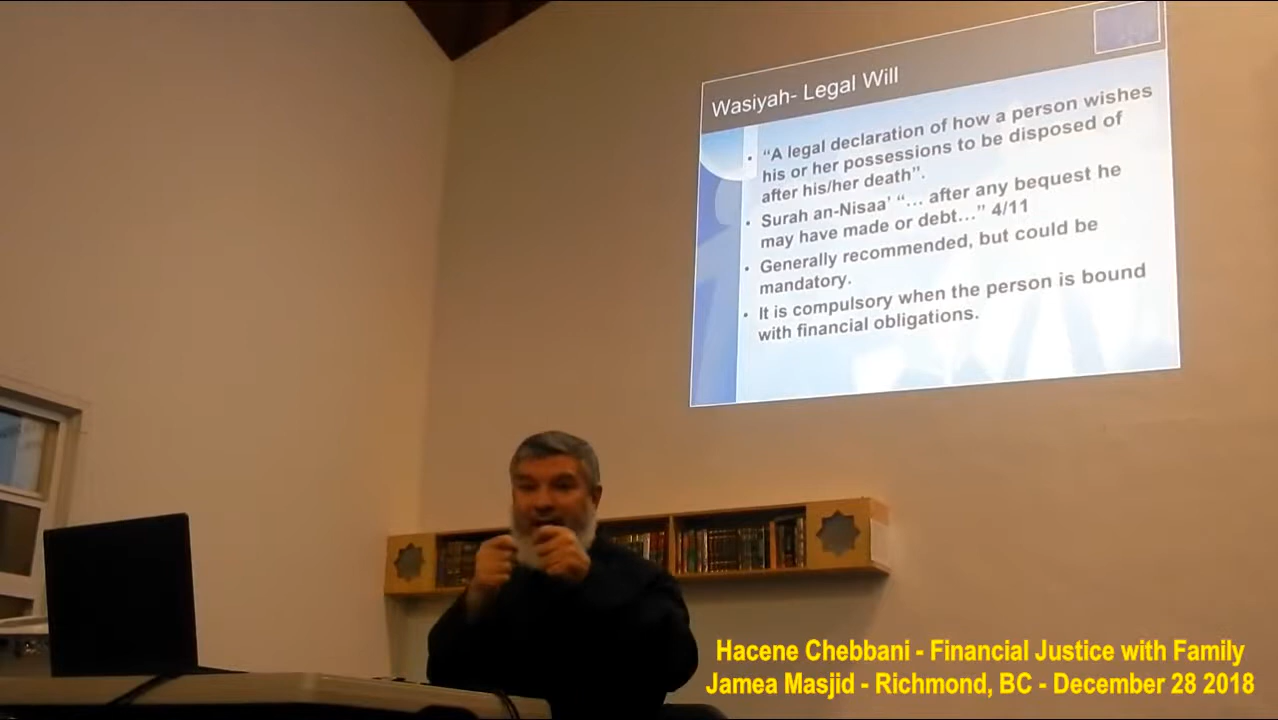 Wasiyah- Legal Will
• “A legal declaration of how a person wishes
his or her possessions to be disposed of
after his/her death”.
• Surah an-Nisaa’ “… after any bequest he
may have made or debt…” 4/11
• Generally recommended, but could be
mandatory.
• It is compulsory when the person is bound
with financial obligations.
Hacene Chebbani - Financial Justice with Family
Jamea Masjid - Richmond, BC - December 28 2018